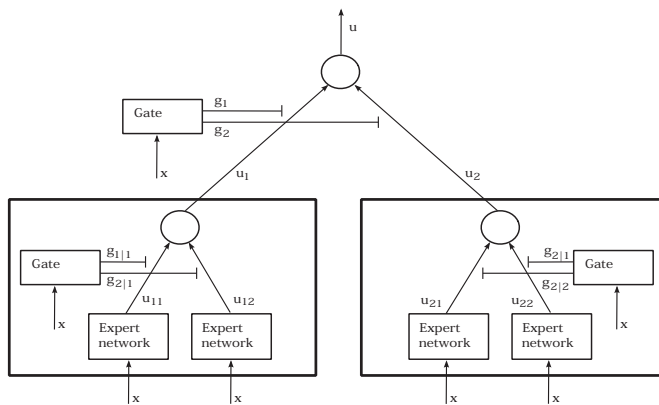 u
g1
Gate
g2
x
u1
u2
g1|1
g2|1
Gate
Gate
g2|1
g2|2
u11
u12
u21
u22
x
x
Expert
network
Expert
network
Expert
network
Expert
network
x
x
x
x